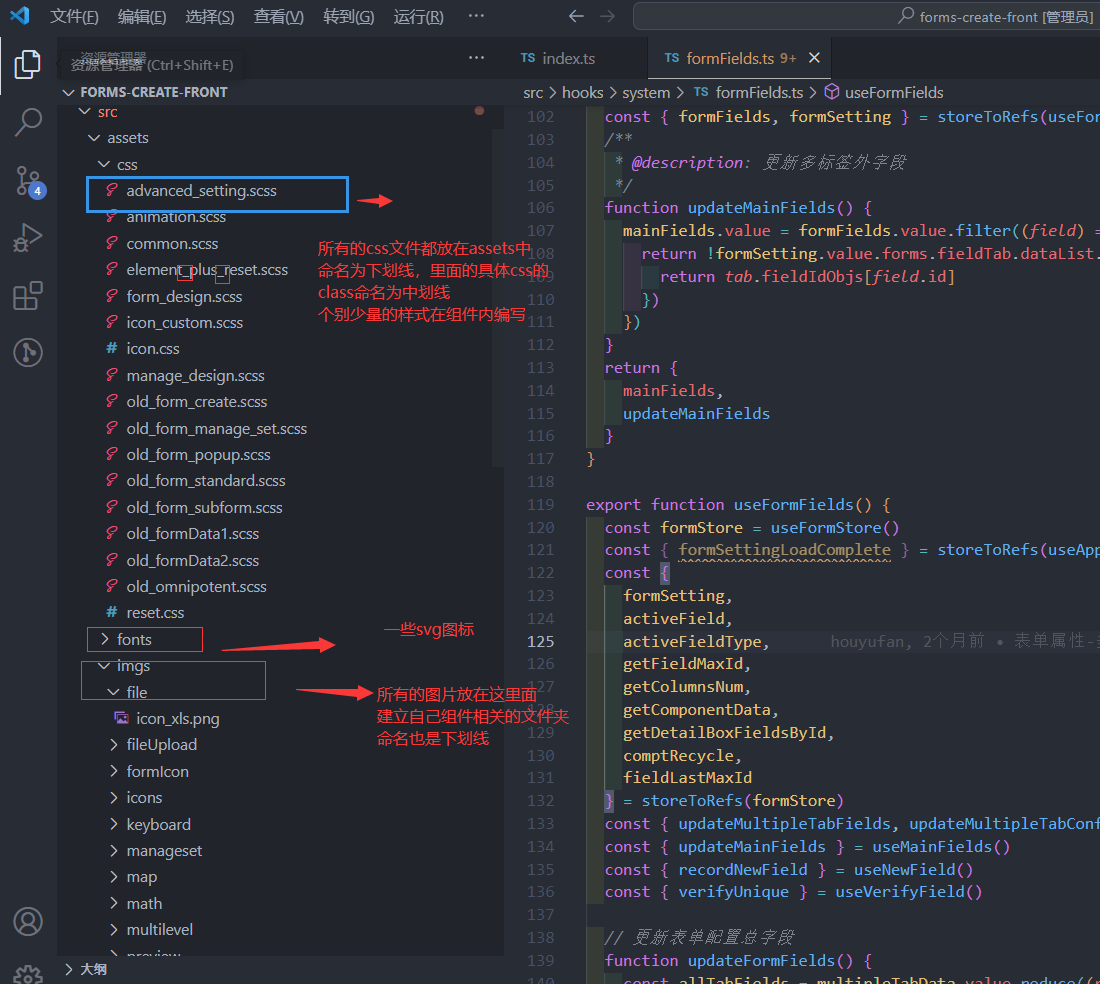 文件(F) 编辑(E) 选择(S) 查看(V) 转到(G) 运行(R) ··· forms-create-front [管理员]
资源管理器 (Ctrl+Shift+E) ···
TS index.ts TS formFields.ts 9+
FORMS-CREATE-FRONT
src > hooks > system > TS formFields.ts > useFormFields
src
assets
css
advanced_setting.scss
animation.scss
common.scss
element_plus_reset.scss
form_design.scss
icon_custom.scss
# icon.css
manage_design.scss
old_form_create.scss
old_form_manage_set.scss
old_form_popup.scss
old_form_standard.scss
old_form_subform.scss
old_formData1.scss
old_formData2.scss
old_omnipotent.scss
# reset.css
fonts
imgs
file
icon_xls.png
fileUpload
formIcon
icons
keyboard
manageset
map
math
multilevel
preview
大纲
4
所有的css文件都放在assets中
命名为下划线，里面的具体css的
class命名为中划线
个别少量的样式在组件内编写
一些svg图标
所有的图片放在这里面
建立自己组件相关的文件夹
命名也是下划线
102 const { formFields, formSetting } = storeToRefs(useFor
103 /**
104 * @description: 更新多标签外字段
105 */
106 function updateMainFields() {
107 mainFields.value = formFields.value.filter((field) =
108 return !formSetting.value.forms.fieldTab.dataList.
109 return tab.fieldIdObjs[field.id]
110 })
111 })
112 }
113 return {
114 mainFields,
115 updateMainFields
116 }
117 }
118
119 export function useFormFields() {
120 const formStore = useFormStore()
121 const { formSettingLoadComplete } = storeToRefs(useApp
122 const {
123 formSetting,
124 activeField,
125 activeFieldType, houyufan, 2个月前 • 表单属性-
126 getFieldMaxId,
127 getColumnsNum,
128 getComponentData,
129 getDetailBoxFieldsById,
130 comptRecycle,
131 fieldLastMaxId
132 } = storeToRefs(formStore)
133 const { updateMultipleTabFields, updateMultipleTabConf
134 const { updateMainFields } = useMainFields()
135 const { recordNewField } = useNewField()
136 const { verifyUnique } = useVerifyField()
137
138 // 更新表单配置总字段
139 function updateFormFields() {
140 const allTabFields = multipleTabData.value.reduce((